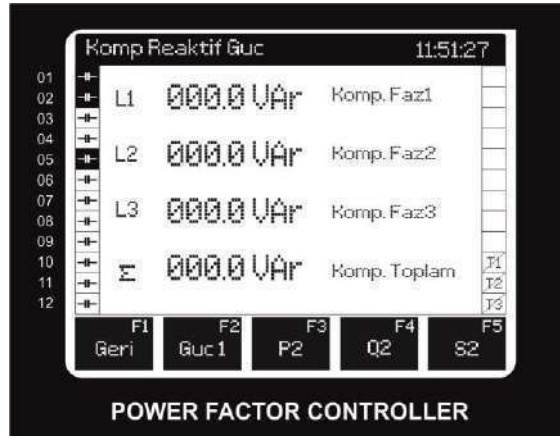 Komp Reaktif Guc 11:51:27
01
02
03
04
05
06
07
08
09
10
11
12
L1 000.0 VAr Komp. Faz1
L2 000.0 VAr Komp. Faz2
L3 000.0 VAr Komp. Faz3
Σ 000.0 VAr Komp. Toplam
T1
T2
T3
F1 F2 F3 F4 F5
Geri Guc 1 P2 Q2 S2
POWER FACTOR CONTROLLER